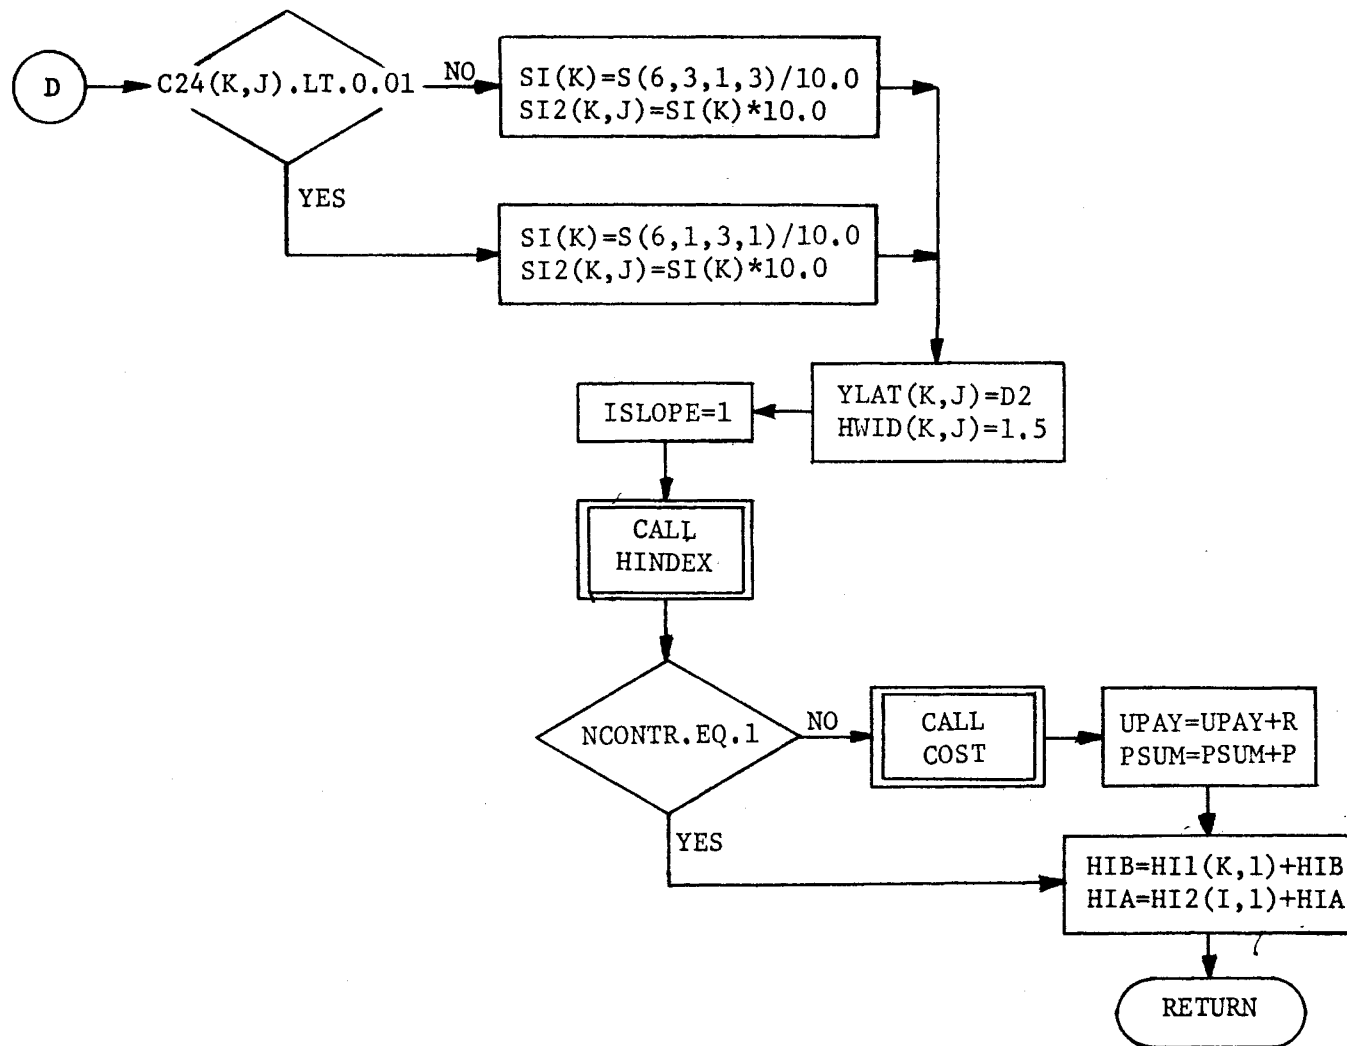 D
C24(K,J).LT.0.01
NO
SI(K)=S(6,3,1,3)/10.0
SI2(K,J)=SI(K)*10.0
YES
SI(K)=S(6,1,3,1)/10.0
SI2(K,J)=SI(K)*10.0
YLAT(K,J)=D2
HWID(K,J)=1.5
ISLOPE=1
CALL
HINDEX
NCONTR.EQ.1
NO
CALL
COST
UPAY=UPAY+R
PSUM=PSUM+P
YES
HIB=HI1(K,1)+HIB
HIA=HI2(I,1)+HIA
RETURN